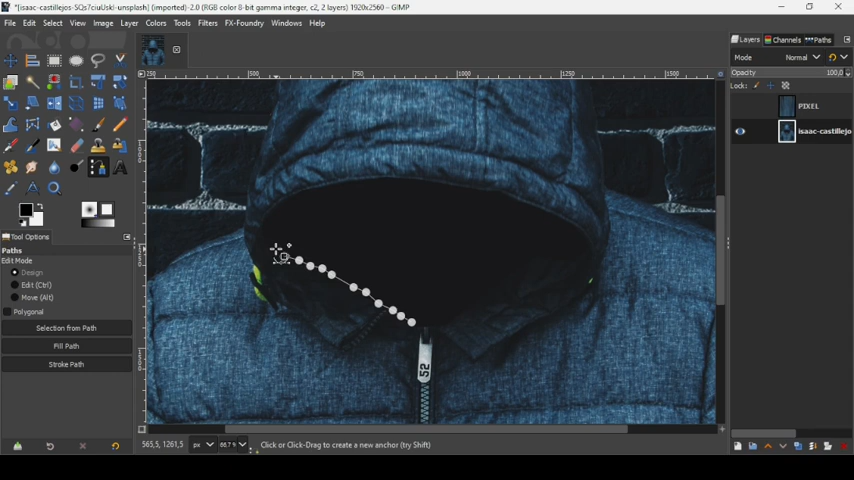 *[isaac-castillejos-SQs7ciuUskI-unsplash] (imported)-2.0 (RGB color 8-bit gamma integer, c2, 2 layers) 1920x2560 – GIMP
File Edit Select View Image Layer Colors Tools Filters FX-Foundry Windows Help
Layers Channels Paths
Mode Normal
Opacity 100,0
Lock:
PIXEL
isaac-castillejo
500 750 1000 1250 1500
Tool Options
Paths
Edit Mode
Design
Edit (Ctrl)
Move (Alt)
Polygonal
Selection from Path
Fill Path
Stroke Path
52
565,5, 1261,5 px 66,7 % Click or Click-Drag to create a new anchor (try Shift)